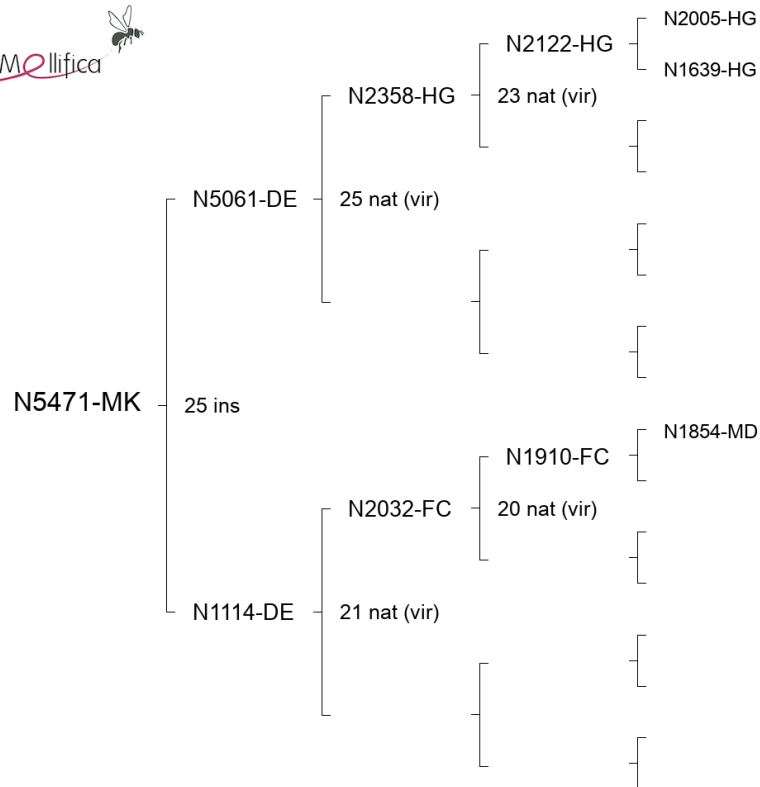 Mellifica
N2005-HG
N2122-HG
N1639-HG
N2358-HG
23 nat (vir)
N5061-DE
25 nat (vir)
N5471-MK
25 ins
N1854-MD
N1910-FC
N2032-FC
20 nat (vir)
N1114-DE
21 nat (vir)